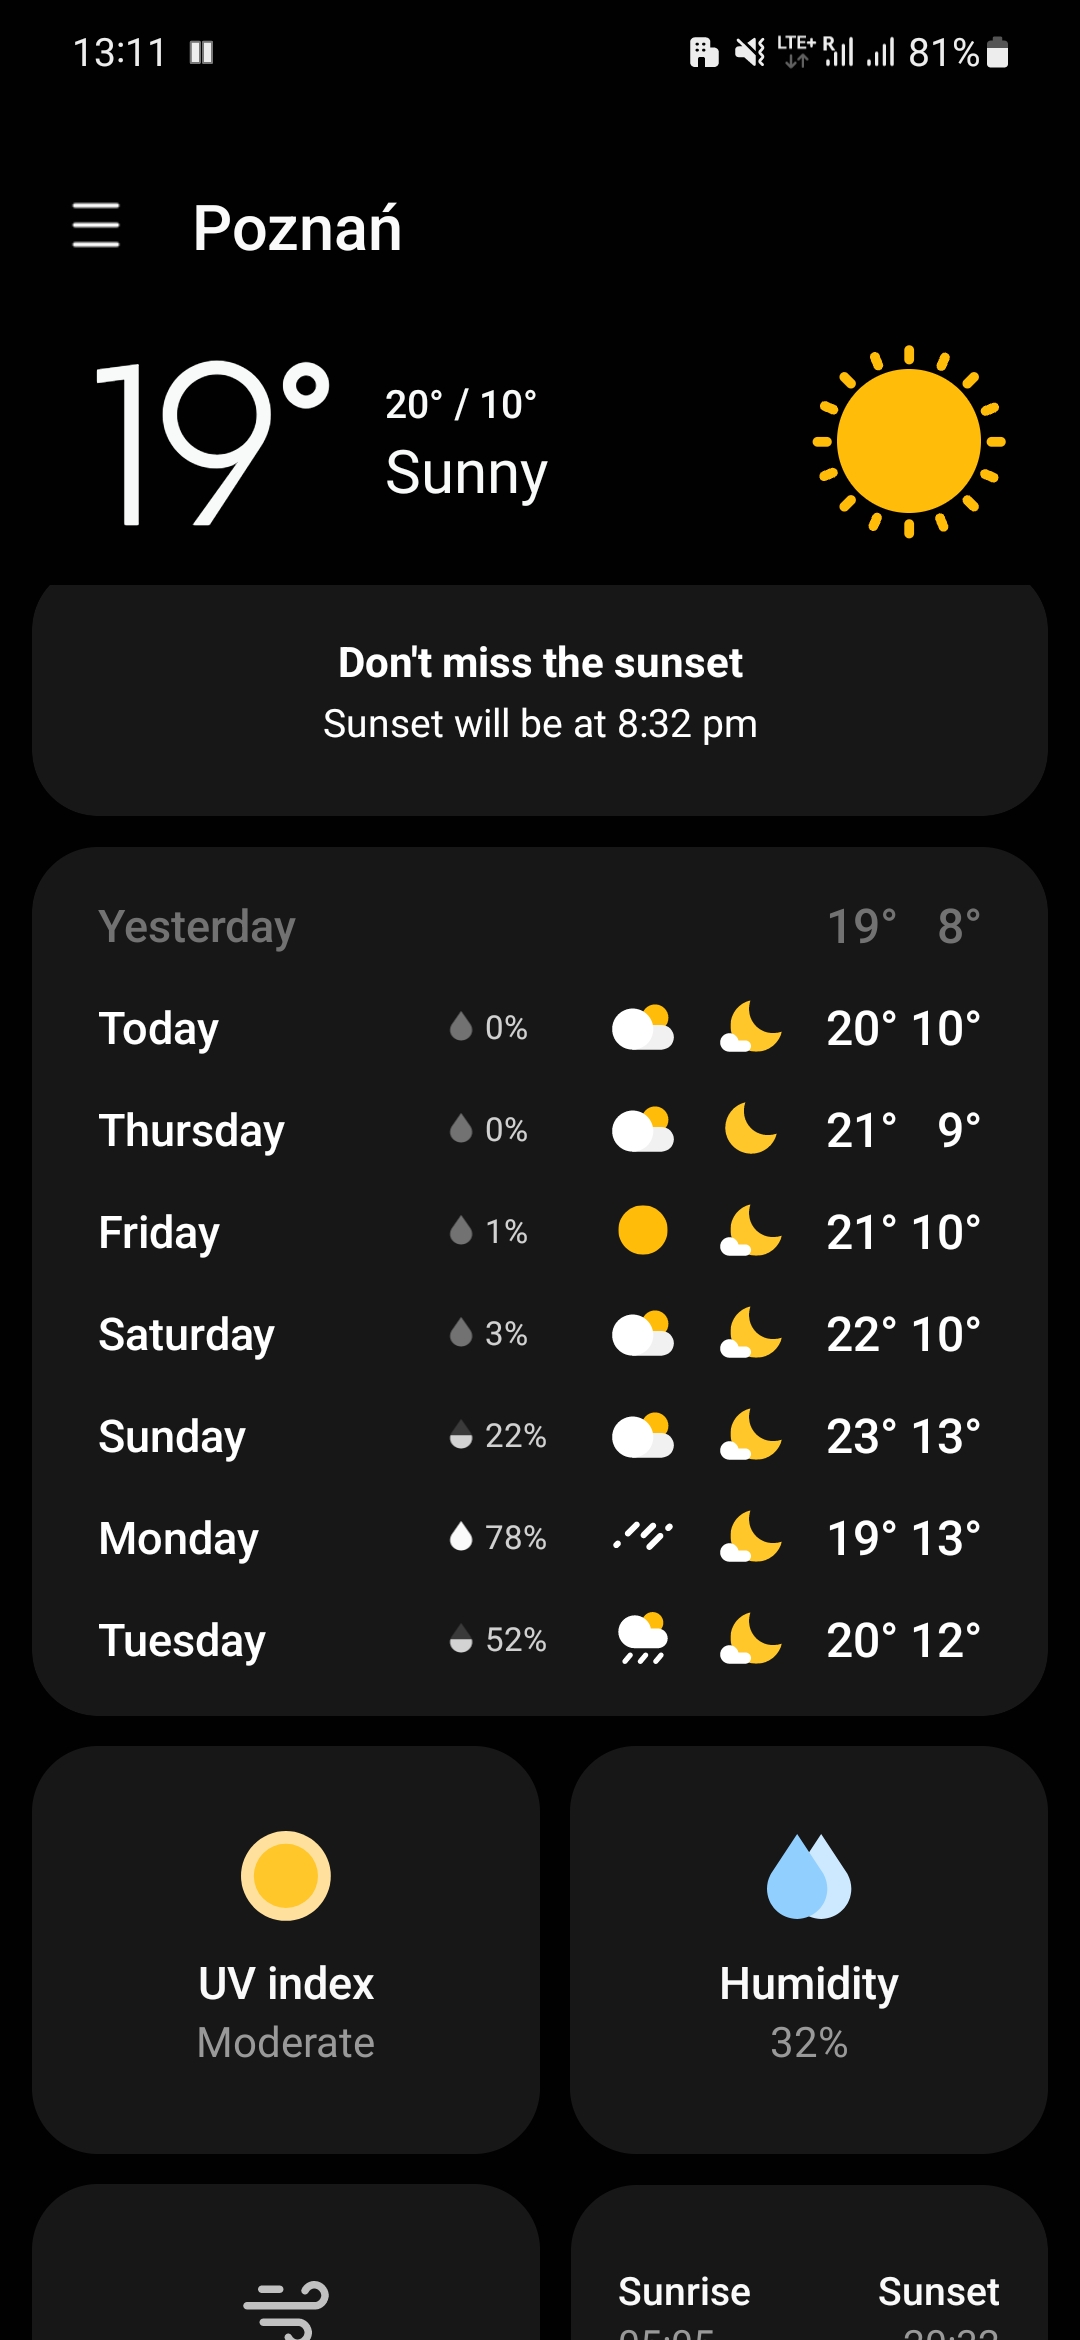 13:11 LTE+ R 81%
Poznań
19° 20° / 10°
Sunny
Don't miss the sunset
Sunset will be at 8:32 pm
Yesterday 19° 8°
Today 0% 20° 10°
Thursday 0% 21° 9°
Friday 1% 21° 10°
Saturday 3% 22° 10°
Sunday 22% 23° 13°
Monday 78% 19° 13°
Tuesday 52% 20° 12°
UV index
Moderate
Humidity
32%
Sunrise Sunset